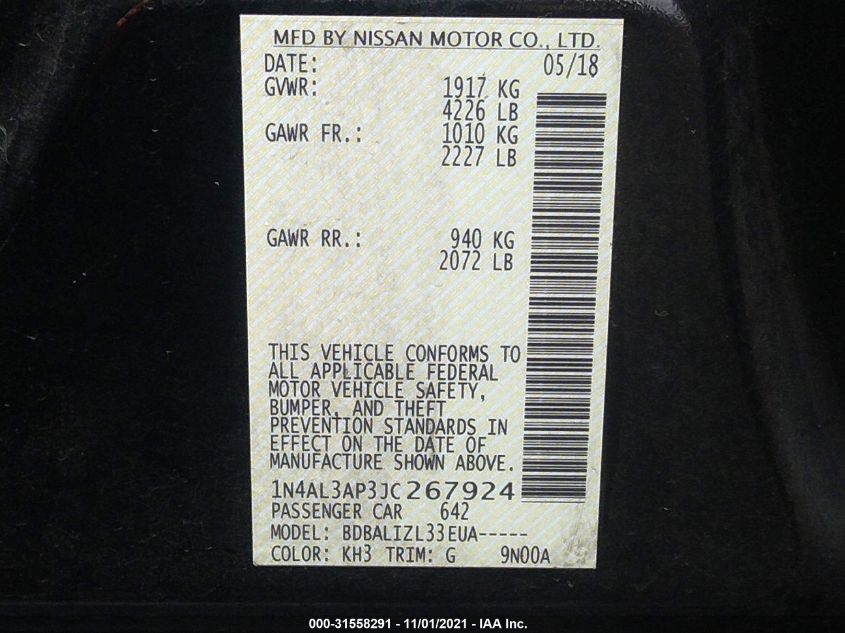 MFD BY NISSAN MOTOR CO., LTD.
DATE: 05/18
GVWR: 1917 KG
4226 LB
GAWR FR.: 1010 KG
2227 LB
GAWR RR.: 940 KG
2072 LB
THIS VEHICLE CONFORMS TO
ALL APPLICABLE FEDERAL
MOTOR VEHICLE SAFETY,
BUMPER, AND THEFT
PREVENTION STANDARDS IN
EFFECT ON THE DATE OF
MANUFACTURE SHOWN ABOVE.
1N4AL3AP3JC267924
PASSENGER CAR 642
MODEL: BDBALIZL33EUA-----
COLOR: KH3 TRIM: G 9N00A
000-31558291 - 11/01/2021 - IAA Inc.